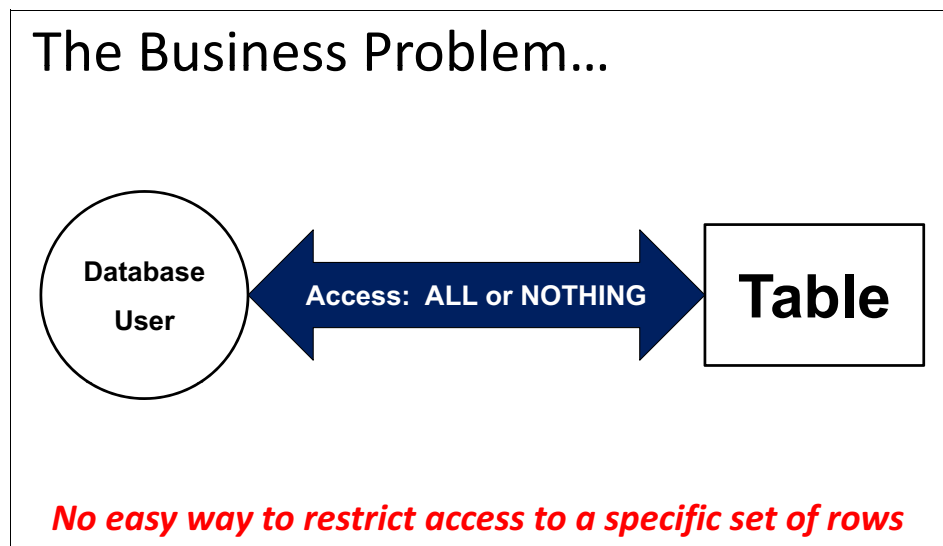 The Business Problem…
Database
User
Access:  ALL or NOTHING
Table
No easy way to restrict access to a specific set of rows